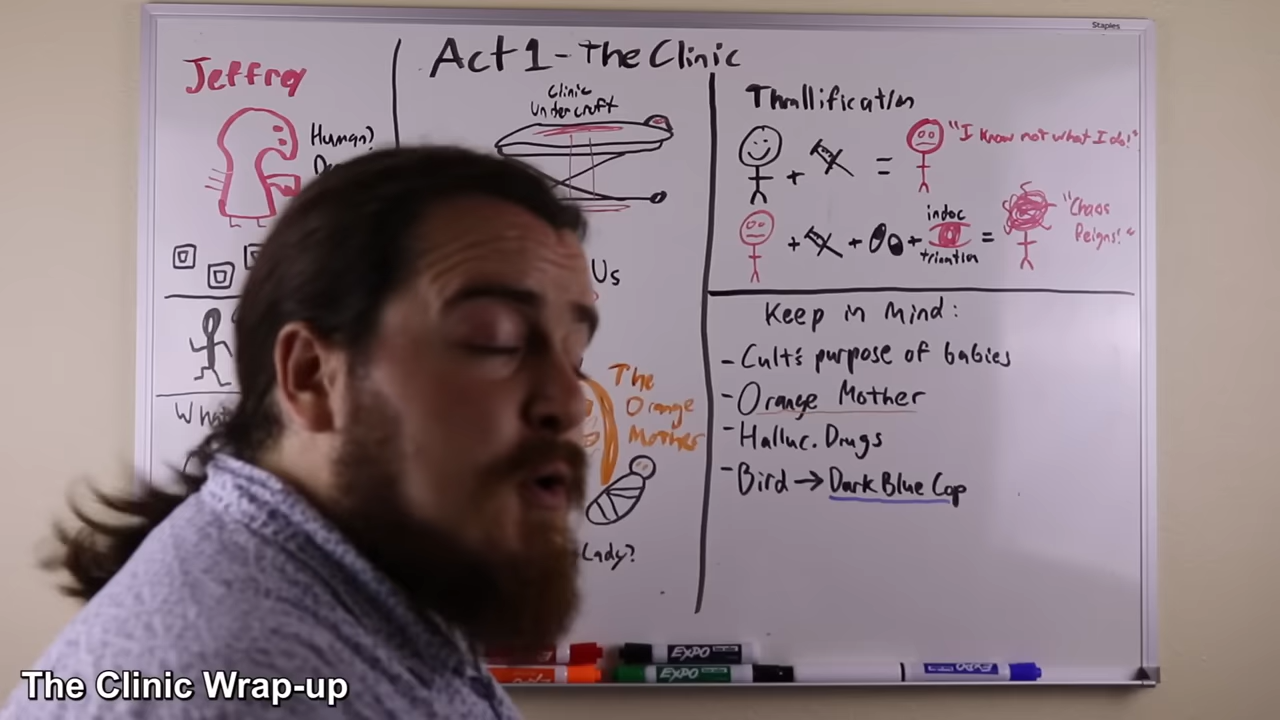 Staples
Act 1 - The Clinic
Jeffrey
Human?
Clinic
Undercroft
Us
The
Orange
Mother
Lady?
Thrallification
"I know not what I do!"
+ =
indoc
trination
+ + + =
"Chaos
Reigns!"
Keep in Mind:
- Cult's purpose of babies
- Orange Mother
- Halluc. Drugs
- Bird → Dark Blue Cop
EXPO
EXPO
EXPO
The Clinic Wrap-up